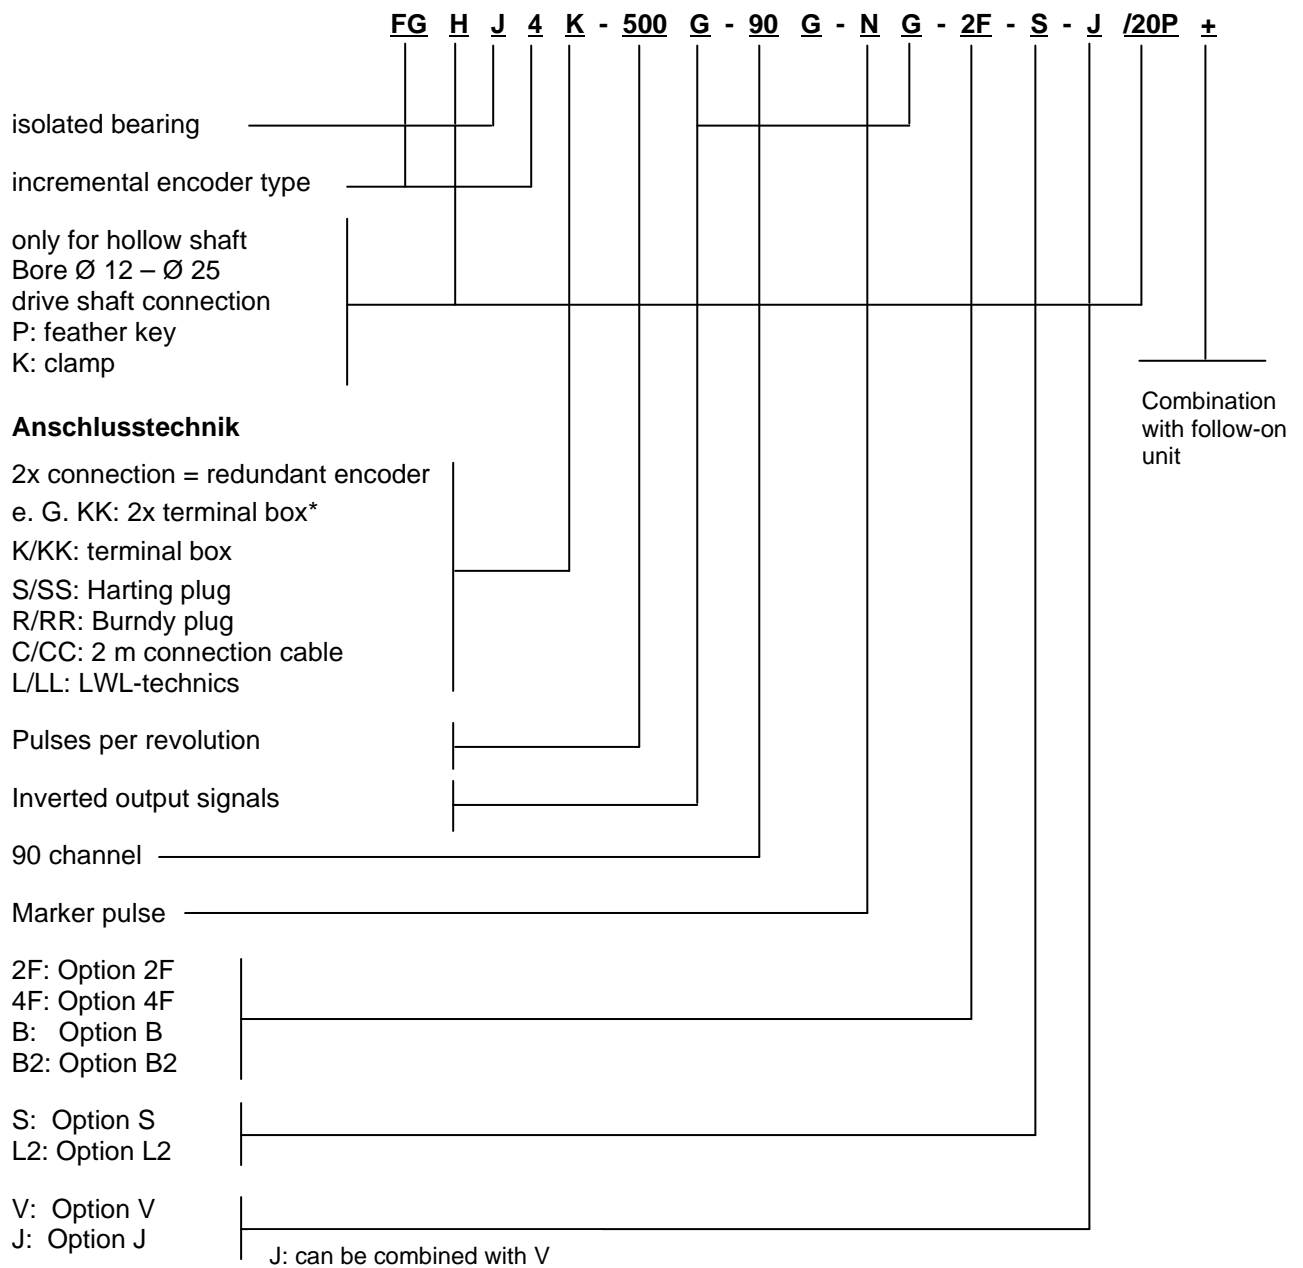 FG H J 4 K - 500 G - 90 G - N G - 2F - S - J /20P +
isolated bearing
incremental encoder type
only for hollow shaft
Bore Ø 12 – Ø 25
drive shaft connection
P: feather key
K: clamp
Combination
with follow-on
unit
Anschlusstechnik
2x connection = redundant encoder
e. G. KK: 2x terminal box*
K/KK: terminal box
S/SS: Harting plug
R/RR: Burndy plug
C/CC: 2 m connection cable
L/LL: LWL-technics
Pulses per revolution
Inverted output signals
90 channel
Marker pulse
2F: Option 2F
4F: Option 4F
B: Option B
B2: Option B2
S: Option S
L2: Option L2
V: Option V
J: Option J
J: can be combined with V